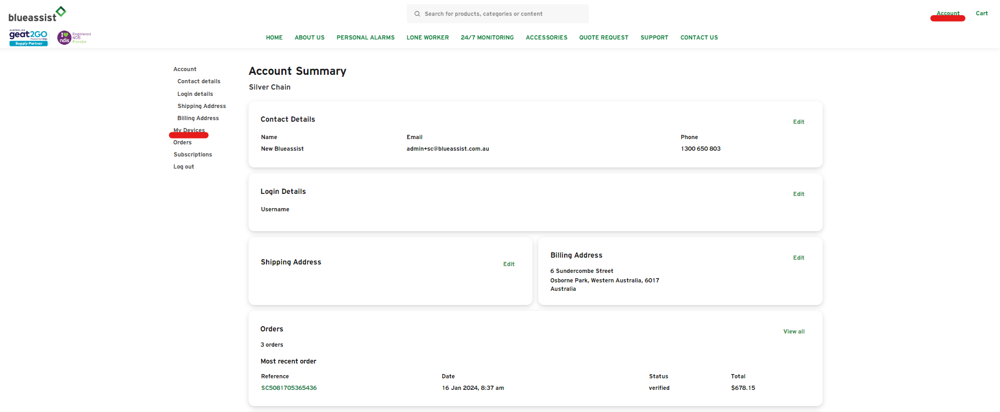 blueassist
Search for products, categories or content
Account
Cart
AUSTRALIAN
geat2GO
Supply Partner
I
ndis
Registered
NDIS
Provider
HOME
ABOUT US
PERSONAL ALARMS
LONE WORKER
24/7 MONITORING
ACCESSORIES
QUOTE REQUEST
SUPPORT
CONTACT US
Account
Contact details
Login details
Shipping Address
Billing Address
My Devices
Orders
Subscriptions
Log out
Account Summary
Silver Chain
Contact Details
Edit
Name
Email
Phone
New Blueassist
admin+sc@blueassist.com.au
1300 650 803
Login Details
Edit
Username
Shipping Address
Edit
Billing Address
Edit
6 Sundercombe Street
Osborne Park, Western Australia, 6017
Australia
Orders
View all
3 orders
Most recent order
Reference
Date
Status
Total
SC5081705365436
16 Jan 2024, 8:37 am
verified
$678.15